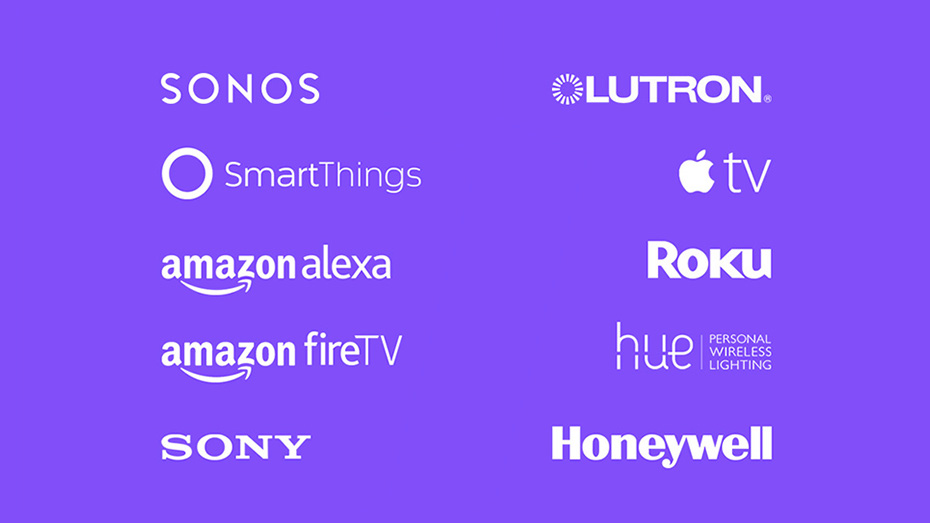 SONOS
LUTRON®
SmartThings
tv
amazon alexa
ROKU
amazon fireTV
hue
PERSONAL
WIRELESS
LIGHTING
SONY
Honeywell